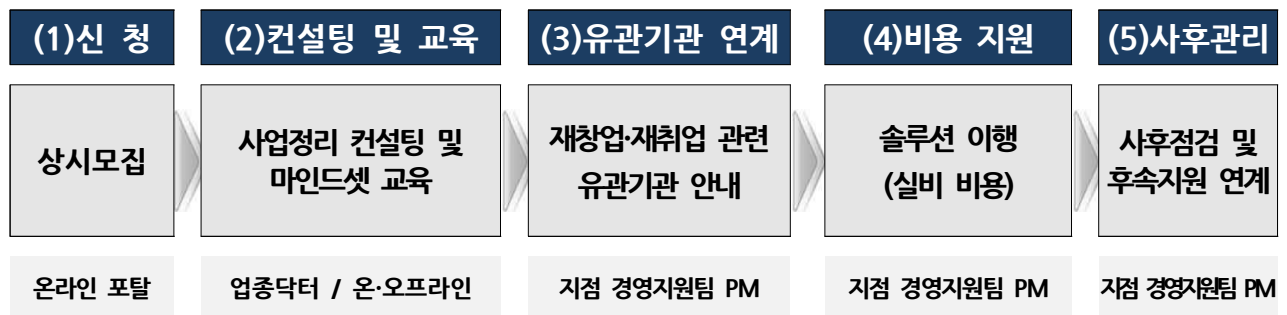 (1)신 청
(2)컨설팅 및 교육
(3)유관기관 연계
(4)비용 지원
(5)사후관리
상시모집
사업정리 컨설팅 및
마인드셋 교육
재창업·재취업 관련
유관기관 안내
솔루션 이행
(실비 비용)
사후점검 및
후속지원 연계
온라인 포탈
업종닥터 / 온·오프라인
지점 경영지원팀 PM
지점 경영지원팀 PM
지점 경영지원팀 PM